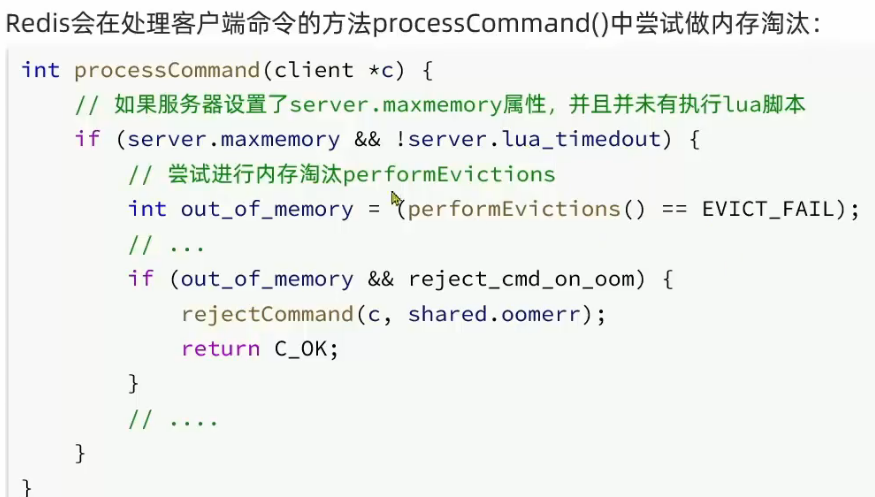 Redis会在处理客户端命令的方法processCommand()中尝试做内存淘汰：
int processCommand(client *c) {
// 如果服务器设置了server.maxmemory属性，并且并未有执行lua脚本
if (server.maxmemory && !server.lua_timedout) {
// 尝试进行内存淘汰performEvictions
int out_of_memory = (performEvictions() == EVICT_FAIL);
// ...
if (out_of_memory && reject_cmd_on_oom) {
rejectCommand(c, shared.oomerr);
return C_OK;
}
// ....
}
}